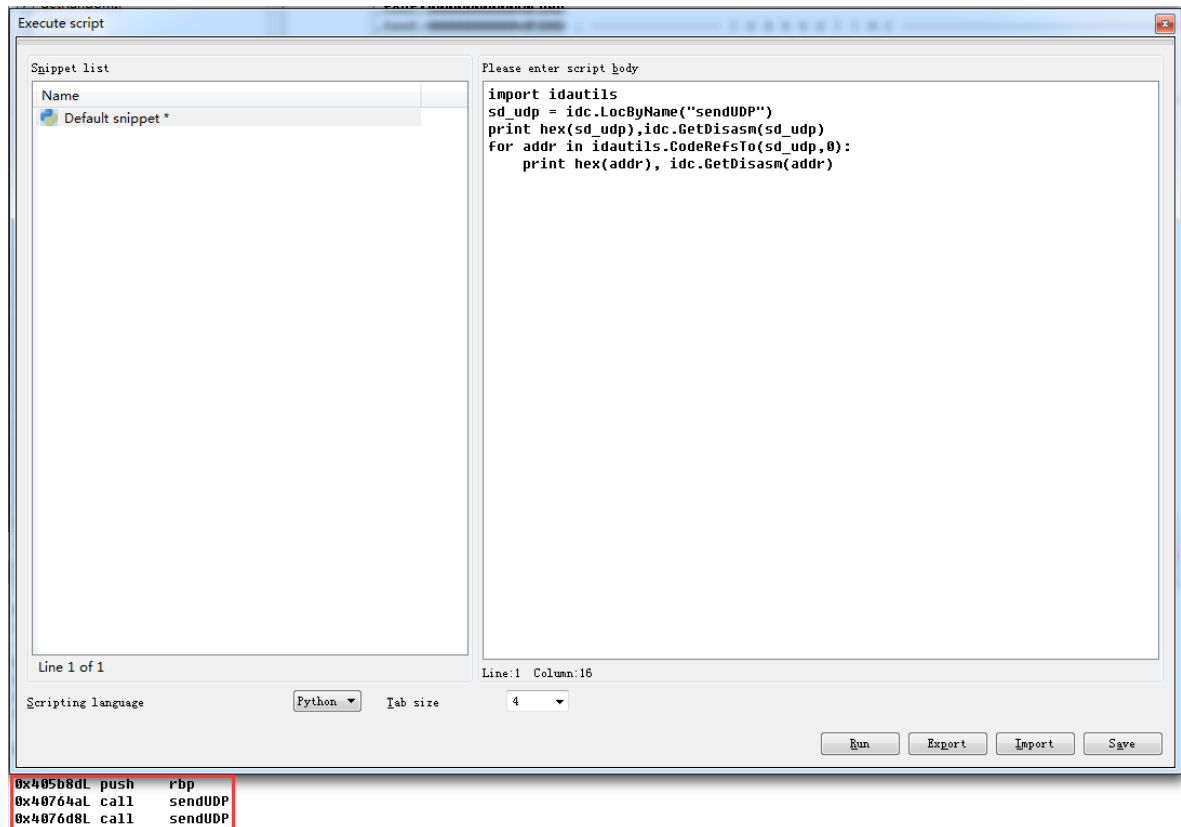 Execute script
Snippet list
Name
Default snippet *
Line 1 of 1
Please enter script body
import idautils
sd_udp = idc.LocByName("sendUDP")
print hex(sd_udp),idc.GetDisasm(sd_udp)
for addr in idautils.CodeRefsTo(sd_udp,0):
    print hex(addr), idc.GetDisasm(addr)
Line:1 Column:16
Scripting language Python Tab size 4
Run Export Import Save
0x405b8dL push rbp
0x40764aL call sendUDP
0x4076d8L call sendUDP